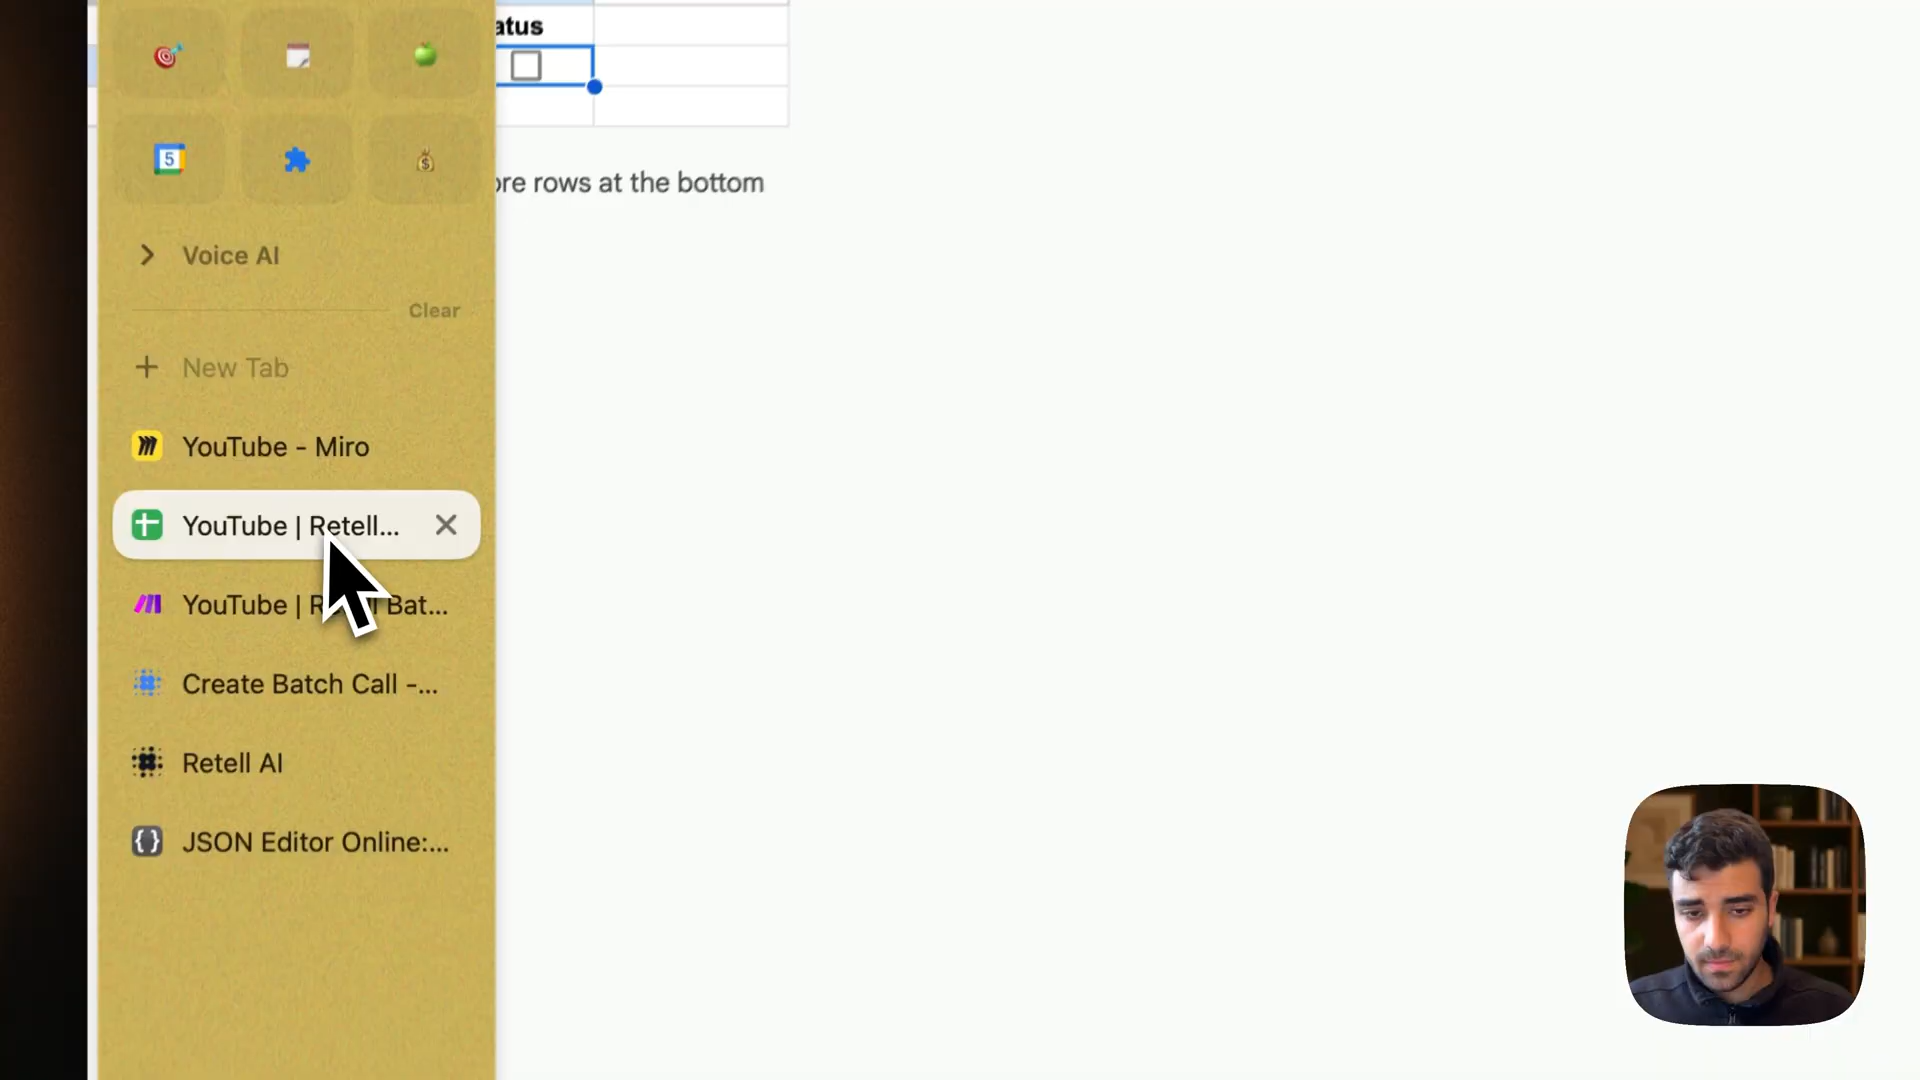 atus
5
ore rows at the bottom
Voice AI
Clear
New Tab
YouTube - Miro
YouTube | Retell...
YouTube | R Bat...
Create Batch Call -...
Retell AI
JSON Editor Online:...